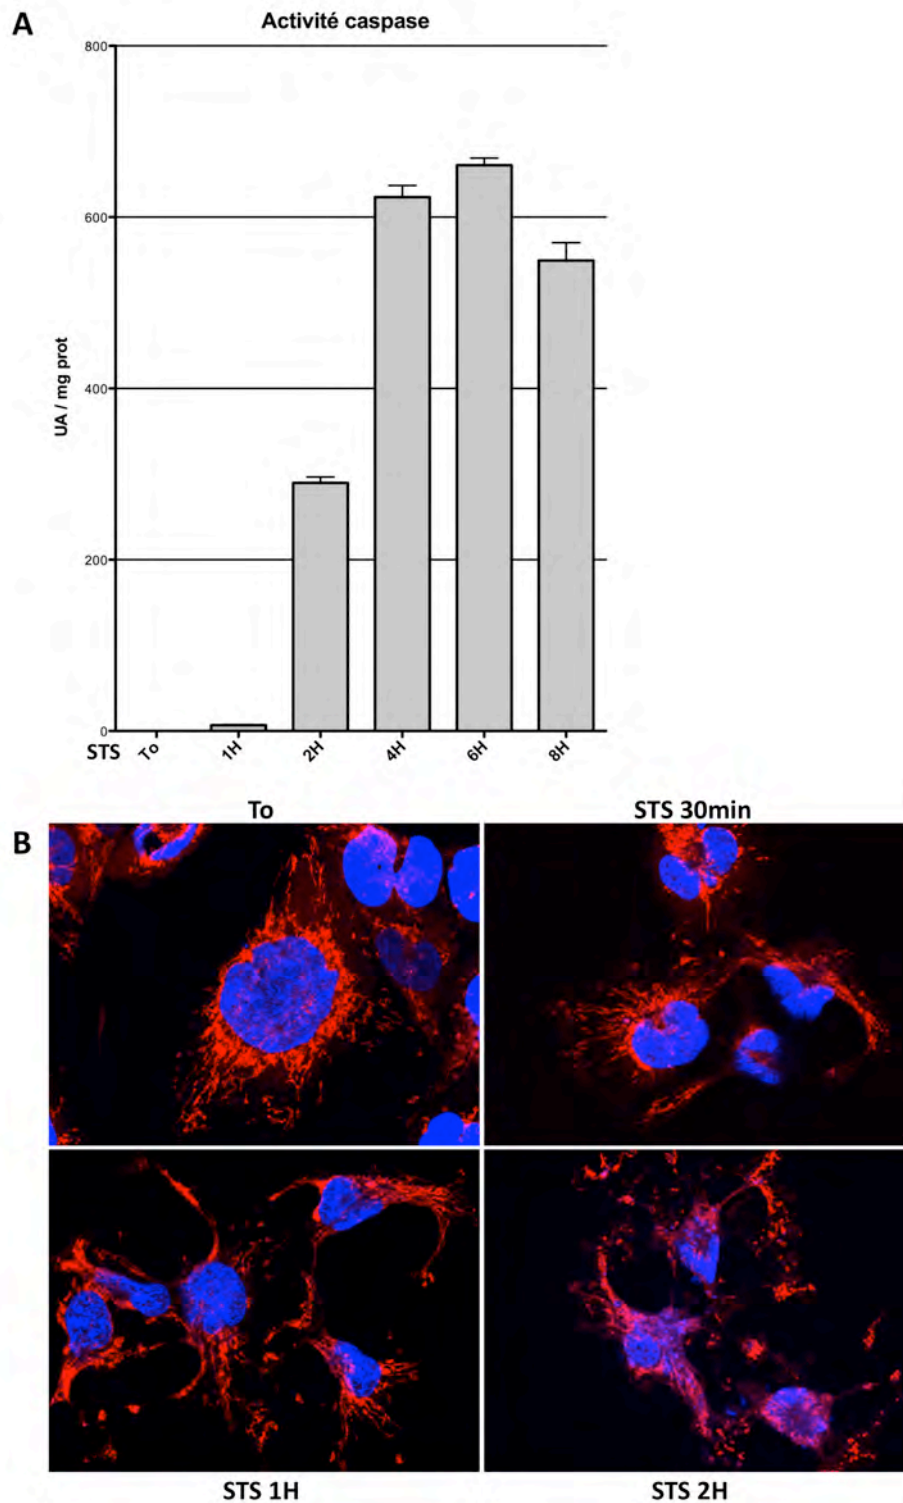 A
Activité caspase
800
600
400
200
0
UA / mg prot
STS To 1H 2H 4H 6H 8H
B
To STS 30min
STS 1H STS 2H